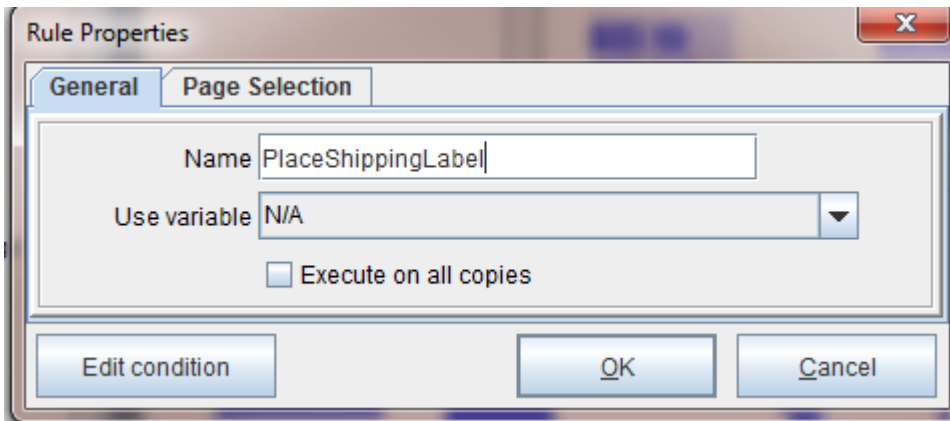 Rule Properties
General Page Selection
Name PlaceShippingLabel
Use variable N/A
Execute on all copies
Edit condition OK Cancel